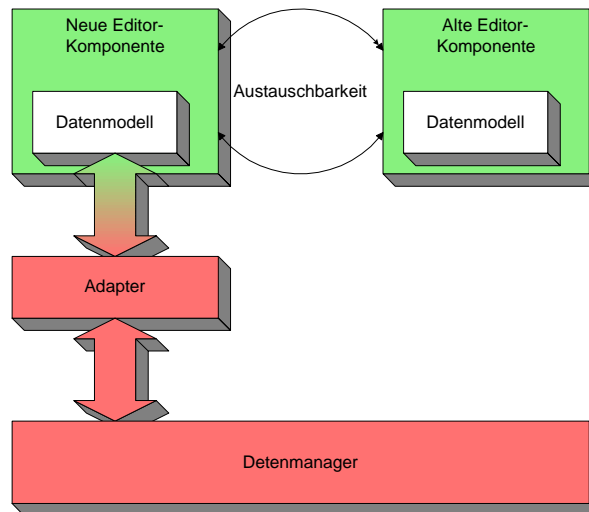 Neue Editor-
Komponente
Alte Editor-
Komponente
Austauschbarkeit
Datenmodell
Datenmodell
Adapter
Detenmanager